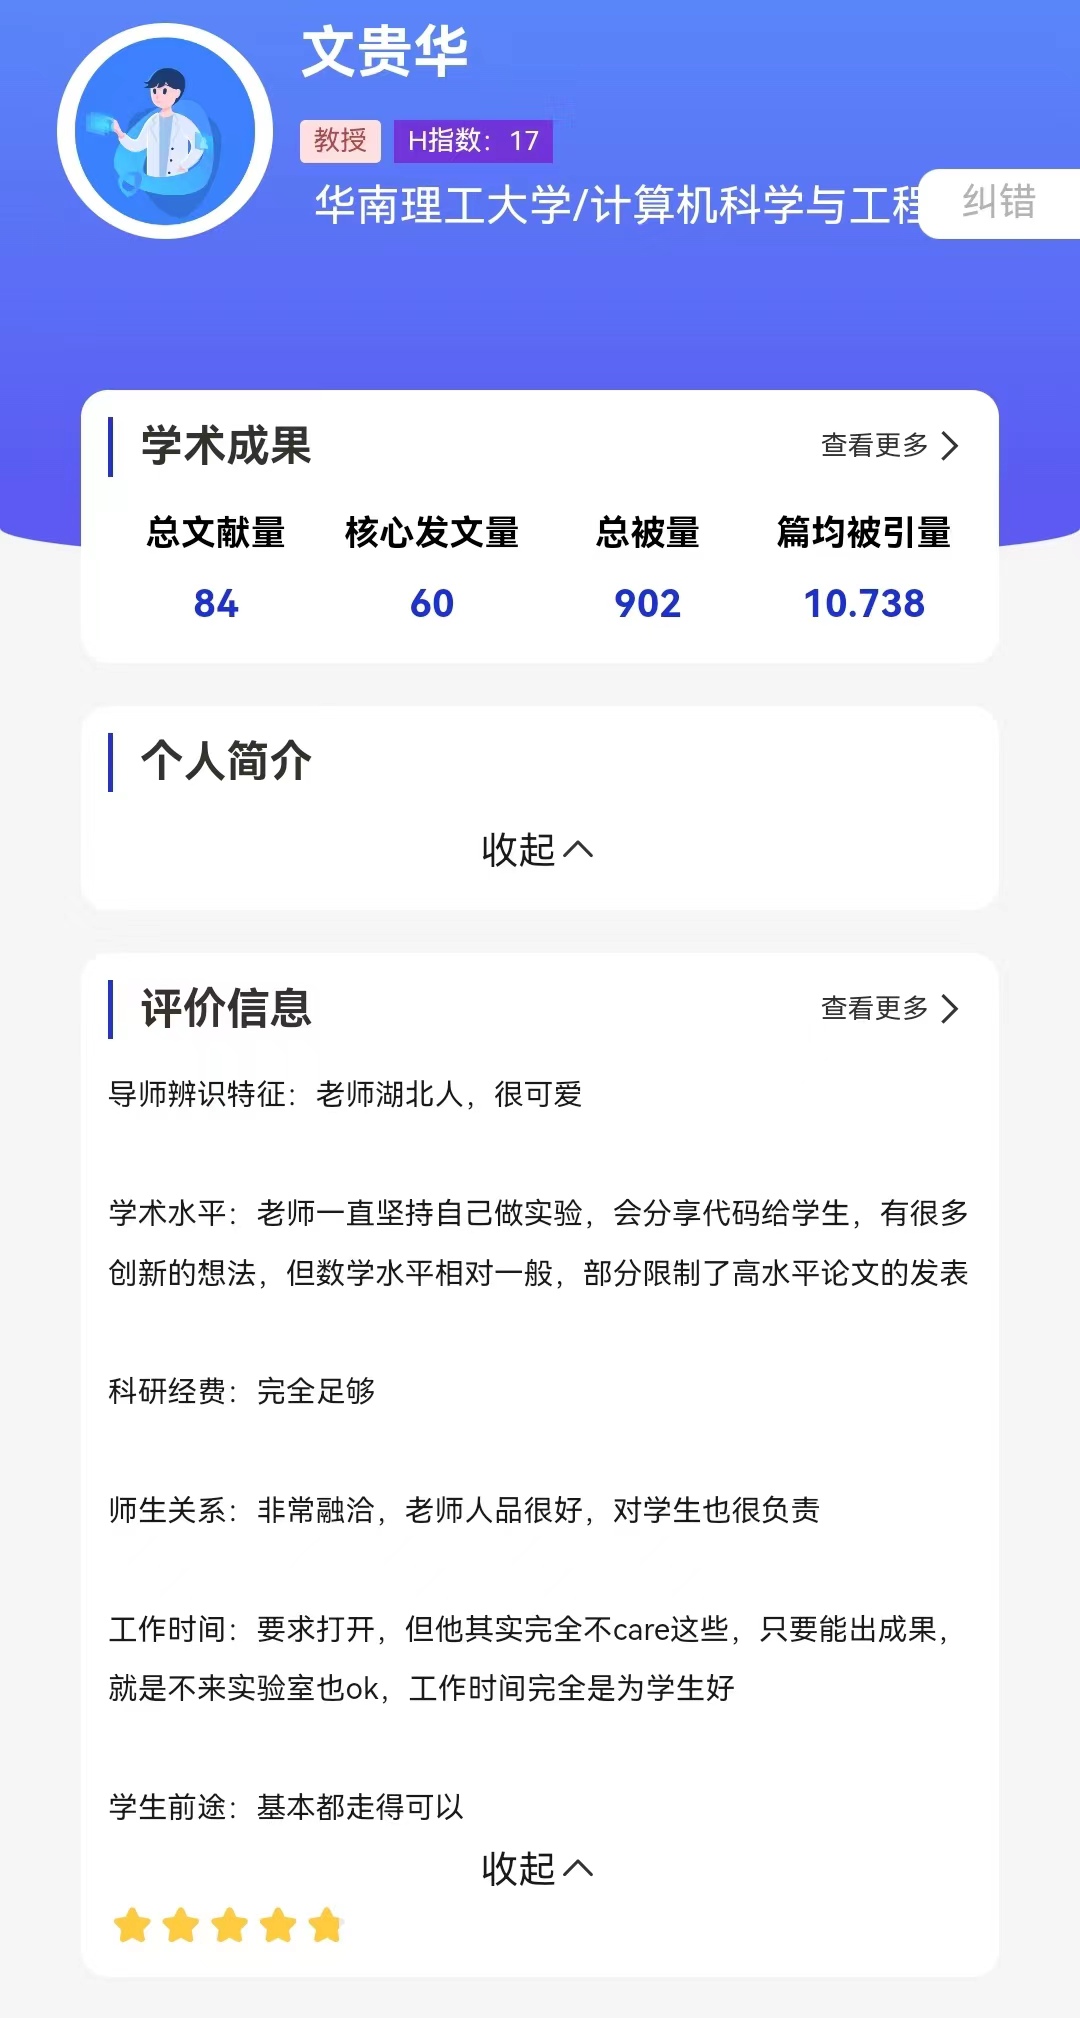 文贵华
教授 H指数：17
华南理工大学/计算机科学与工程
纠错
学术成果 查看更多
总文献量 核心发文量 总被量 篇均被引量
84 60 902 10.738
个人简介
收起
评价信息 查看更多
导师辨识特征：老师湖北人，很可爱
学术水平：老师一直坚持自己做实验，会分享代码给学生，有很多
创新的想法，但数学水平相对一般，部分限制了高水平论文的发表
科研经费：完全足够
师生关系：非常融洽，老师人品很好，对学生也很负责
工作时间：要求打开，但他其实完全不care这些，只要能出成果，
就是不来实验室也ok，工作时间完全是为学生好
学生前途：基本都走得可以
收起